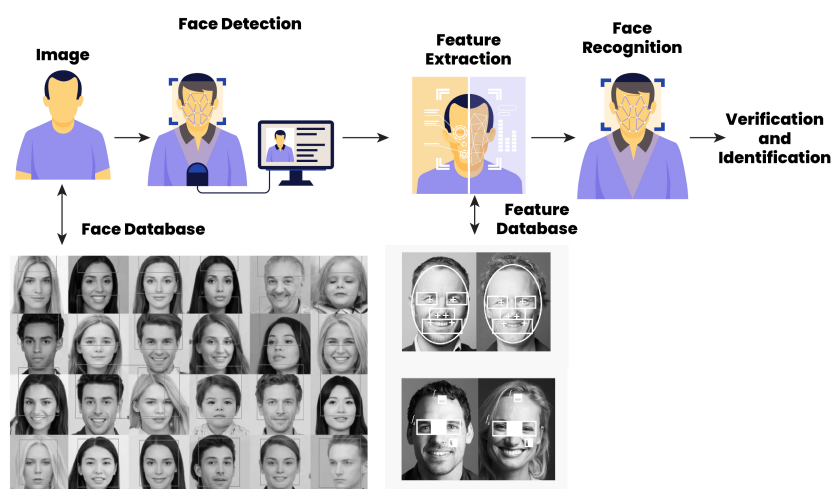 Face Detection
Image
Feature
Extraction
Face
Recognition
Verification
and
Identification
Face Database
Feature
Database